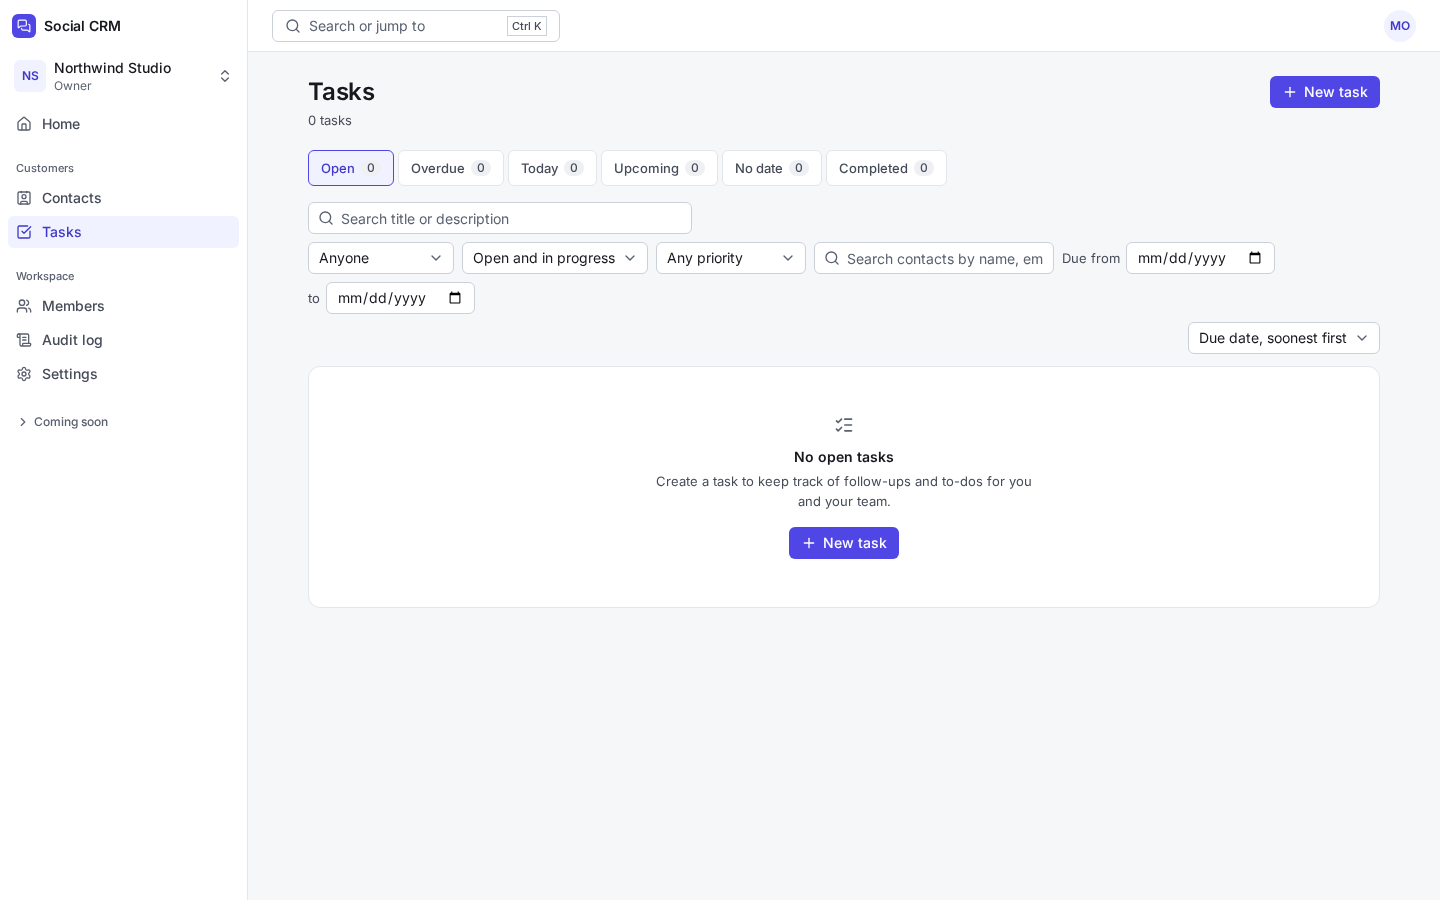 Social CRM
Search or jump to
Ctrl K
MO
NS
Northwind Studio
Owner
Home
Customers
Contacts
Tasks
Workspace
Members
Audit log
Settings
Coming soon
Tasks
New task
0 tasks
Open 0
Overdue 0
Today 0
Upcoming 0
No date 0
Completed 0
Search title or description
Anyone
Open and in progress
Any priority
Search contacts by name, em
Due from
mm/dd/yyyy
to
mm/dd/yyyy
Due date, soonest first
No open tasks
Create a task to keep track of follow-ups and to-dos for you
and your team.
New task